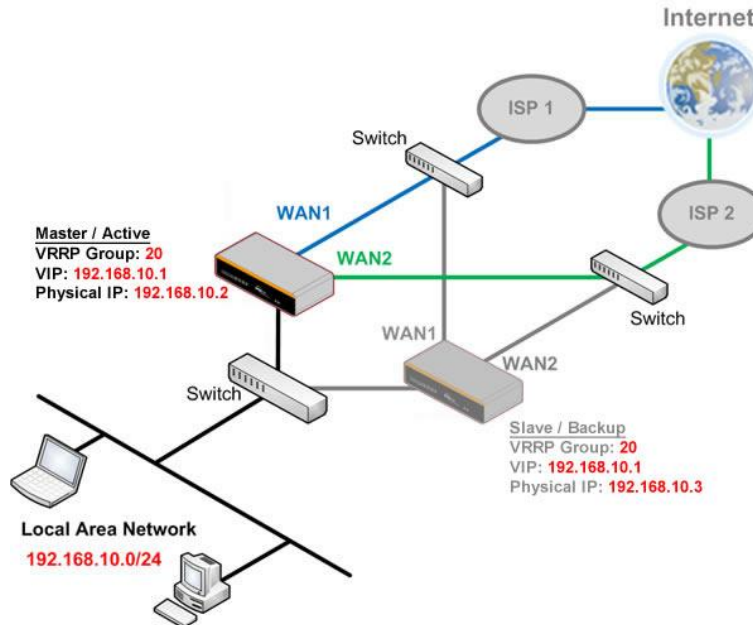 Internet
ISP 1
Switch
WAN1
ISP 2
Master / Active
VRRP Group: 20
VIP: 192.168.10.1
Physical IP: 192.168.10.2
WAN2
Switch
WAN1
WAN2
Switch
Slave / Backup
VRRP Group: 20
VIP: 192.168.10.1
Physical IP: 192.168.10.3
Local Area Network
192.168.10.0/24